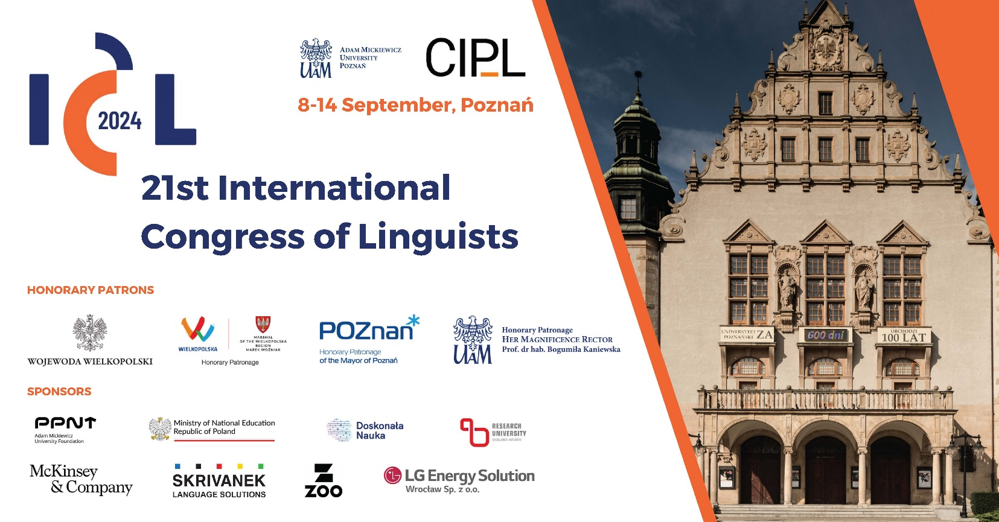 ICL
2024
ADAM MICKIEWICZ
UNIVERSITY
POZNAŃ
UAM
CIPL
8-14 September, Poznań
21st International
Congress of Linguists
HONORARY PATRONS
WOJEWODA WIELKOPOLSKI
WIELKOPOLSKA
MARSHAL
OF THE WIELKOPOLSKA
REGION
MAREK WOŹNIAK
Honorary Patronage
POZnań*
Honorary Patronage
of the Mayor of Poznań
UAM
Honorary Patronage
HER MAGNIFICENCE RECTOR
Prof. dr hab. Bogumiła Kaniewska
SPONSORS
PPNT
Adam Mickiewicz
University Foundation
Ministry of National Education
Republic of Poland
Doskonała
Nauka
RESEARCH
UNIVERSITY
EXCELLENCE INITIATIVE
McKinsey
& Company
SKRIVANEK
LANGUAGE SOLUTIONS
ZOO
LG Energy Solution
Wrocław Sp. z o.o.
UNIWERSYTET
POZNAŃSKI ZA
600 dni
OBCHODZI
100 LAT